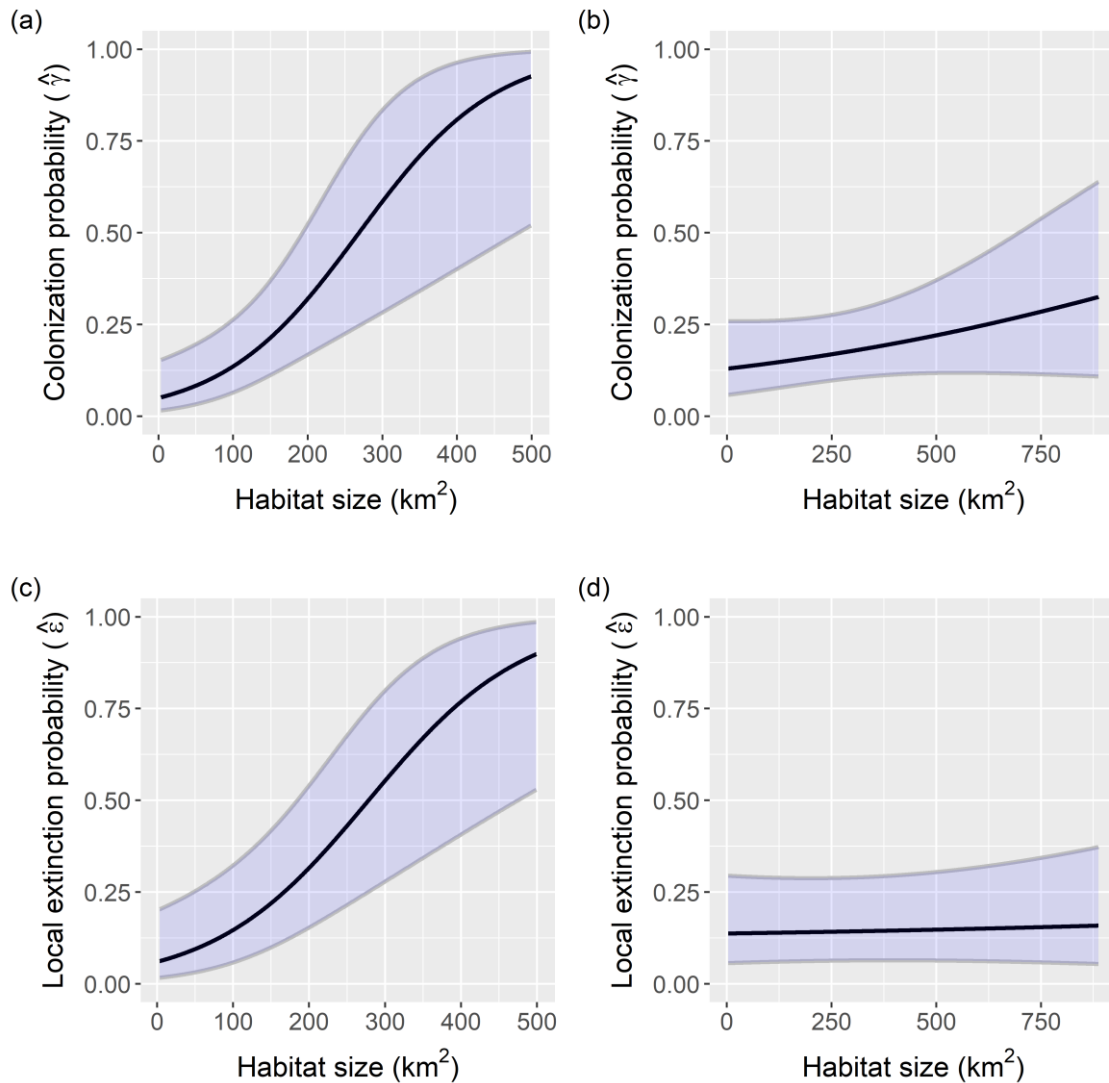 (a)
Colonization probability ( γ̂ )
1.00
0.75
0.50
0.25
0.00
0 100 200 300 400 500
Habitat size (km²)
(b)
Colonization probability ( γ̂ )
1.00
0.75
0.50
0.25
0.00
0 250 500 750
Habitat size (km²)
(c)
Local extinction probability ( ε̂ )
1.00
0.75
0.50
0.25
0.00
0 100 200 300 400 500
Habitat size (km²)
(d)
Local extinction probability ( ε̂ )
1.00
0.75
0.50
0.25
0.00
0 250 500 750
Habitat size (km²)